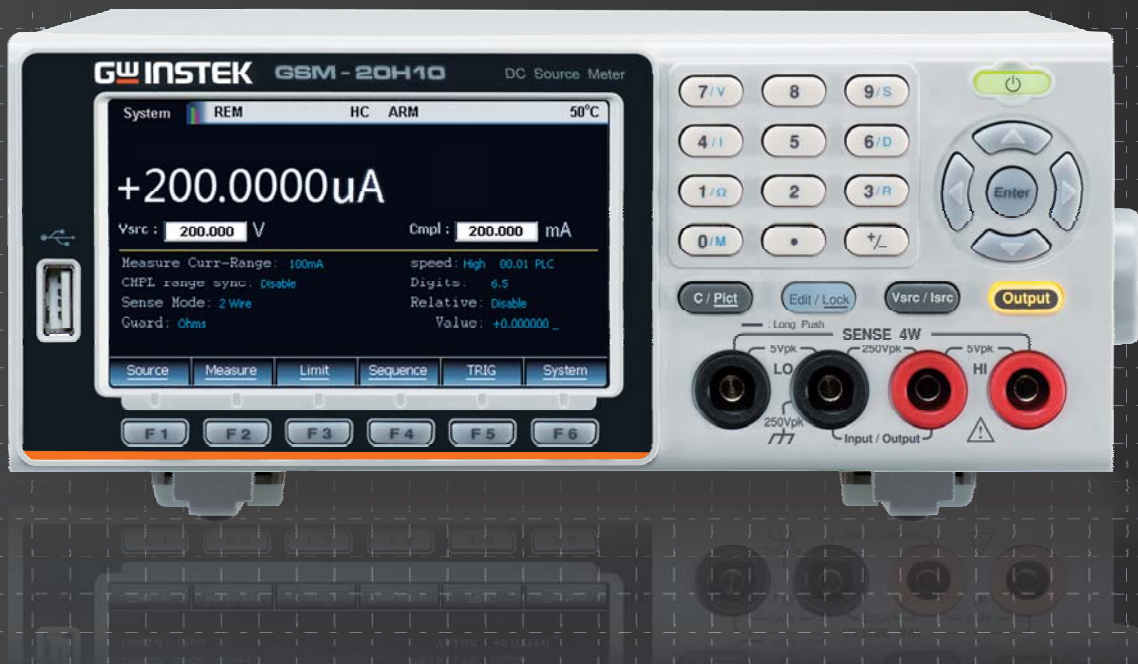 GW INSTEK GSM-20H10 DC Source Meter
System REM HC ARM 50°C
+200.0000uA
Vsrc : 200.000 V Cmpl : 200.000 mA
Measure Curr-Range: 100mA speed: High 00.01 PLC
CMPL range sync: Disable Digits: 6.5
Sense Mode: 2 Wire Relative: Disable
Guard: Ohms Value: +0.000000 _
Source Measure Limit Sequence TRIG System
F1 F2 F3 F4 F5 F6
7/V 8 9/S
4/I 5 6/D
1/Ω 2 3/R
0/M • +/_
Enter
C / Pict Edit / Lock Vsrc / Isrc Output
: Long Push
SENSE 4W
5Vpk 250Vpk 5Vpk
LO HI
250Vpk
Input / Output